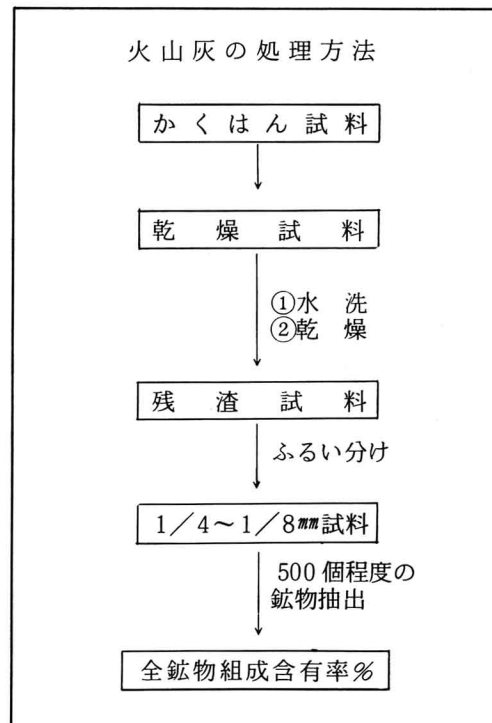 火山灰の処理方法
かくはん試料
乾燥試料
①水洗
②乾燥
残渣試料
ふるい分け
1/4~1/8㎜試料
500個程度の
鉱物抽出
全鉱物組成含有率%